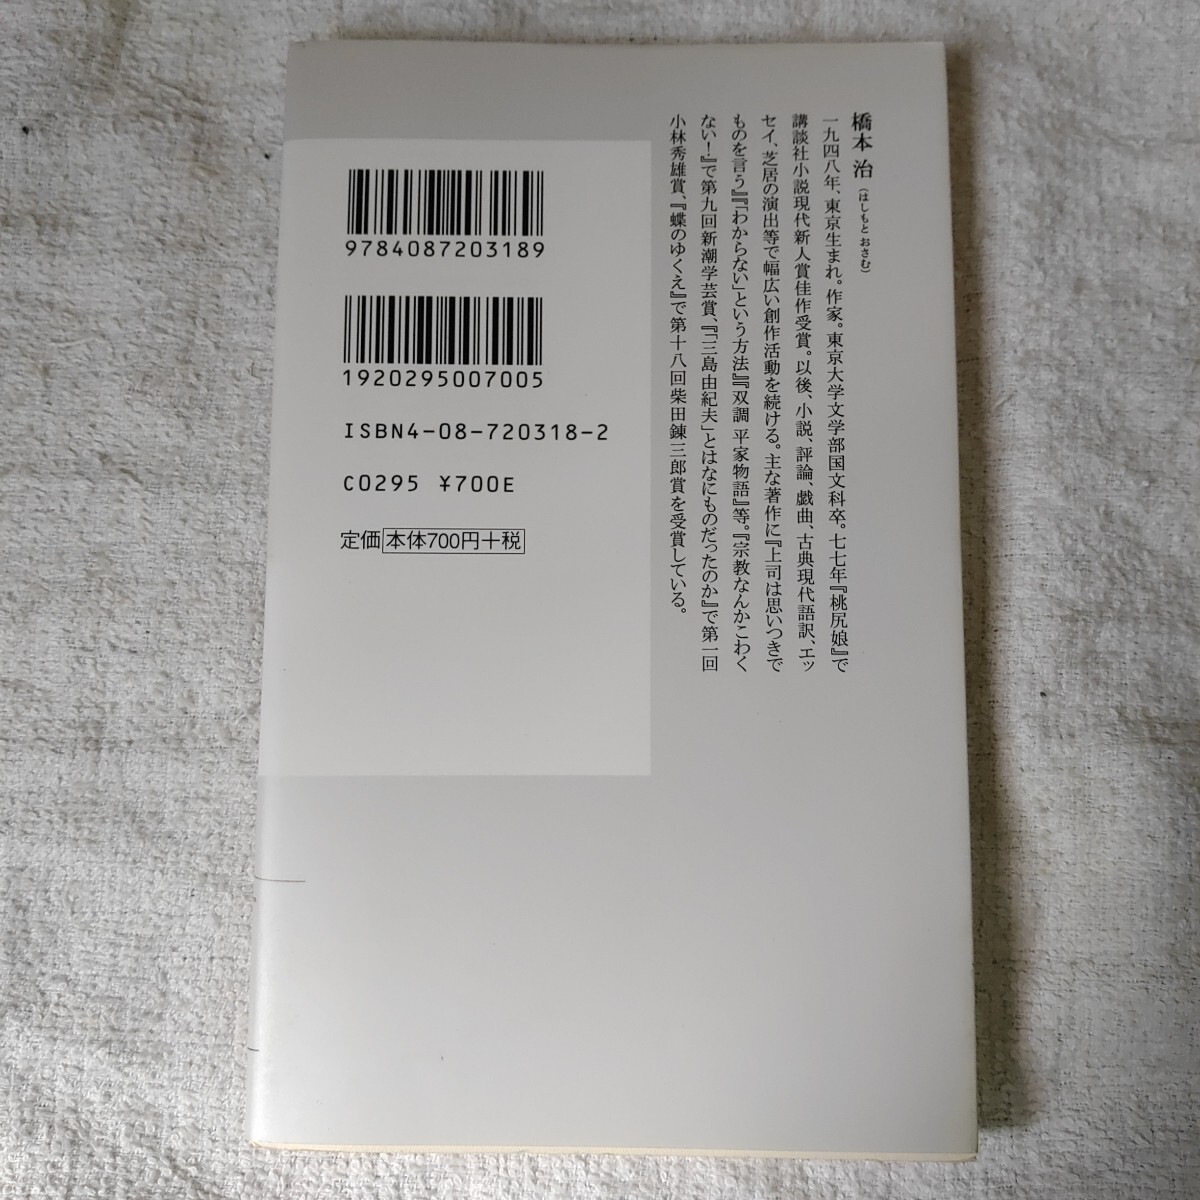 橋本 治（はしもと おさむ）
一九四八年、東京生まれ。作家。東京大学文学部国文科卒。七七年『桃尻娘』で
講談社小説現代新人賞佳作受賞。以後、小説、評論、戯曲、古典現代語訳、エッ
セイ、芝居の演出等で幅広い創作活動を続ける。主な著作に『上司は思いつきで
ものを言う』『「わからない」という方法』『双調 平家物語』等。『宗教なんかこわく
ない！』で第九回新潮学芸賞、『「三島由紀夫」とはなにものだったのか』で第一回
小林秀雄賞、『蝶のゆくえ』で第十八回柴田錬三郎賞を受賞している。
9784087203189
1920295007005
ISBN4-08-720318-2
C0295 ¥700E
定価 本体700円十税